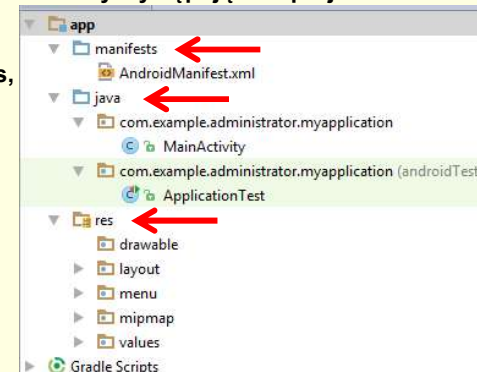 s,
app
manifests
AndroidManifest.xml
java
com.example.administrator.myapplication
MainActivity
com.example.administrator.myapplication (androidTest
ApplicationTest
res
drawable
layout
menu
mipmap
values
Gradle Scripts